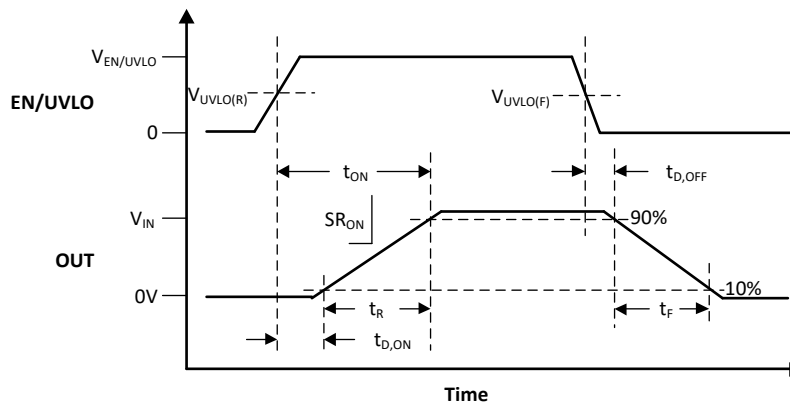 V_EN/UVLO
V_UVLO(R)
V_UVLO(F)
EN/UVLO
0
t_ON
t_D,OFF
V_IN
SR_ON
90%
OUT
0V
10%
t_R
t_F
t_D,ON
Time